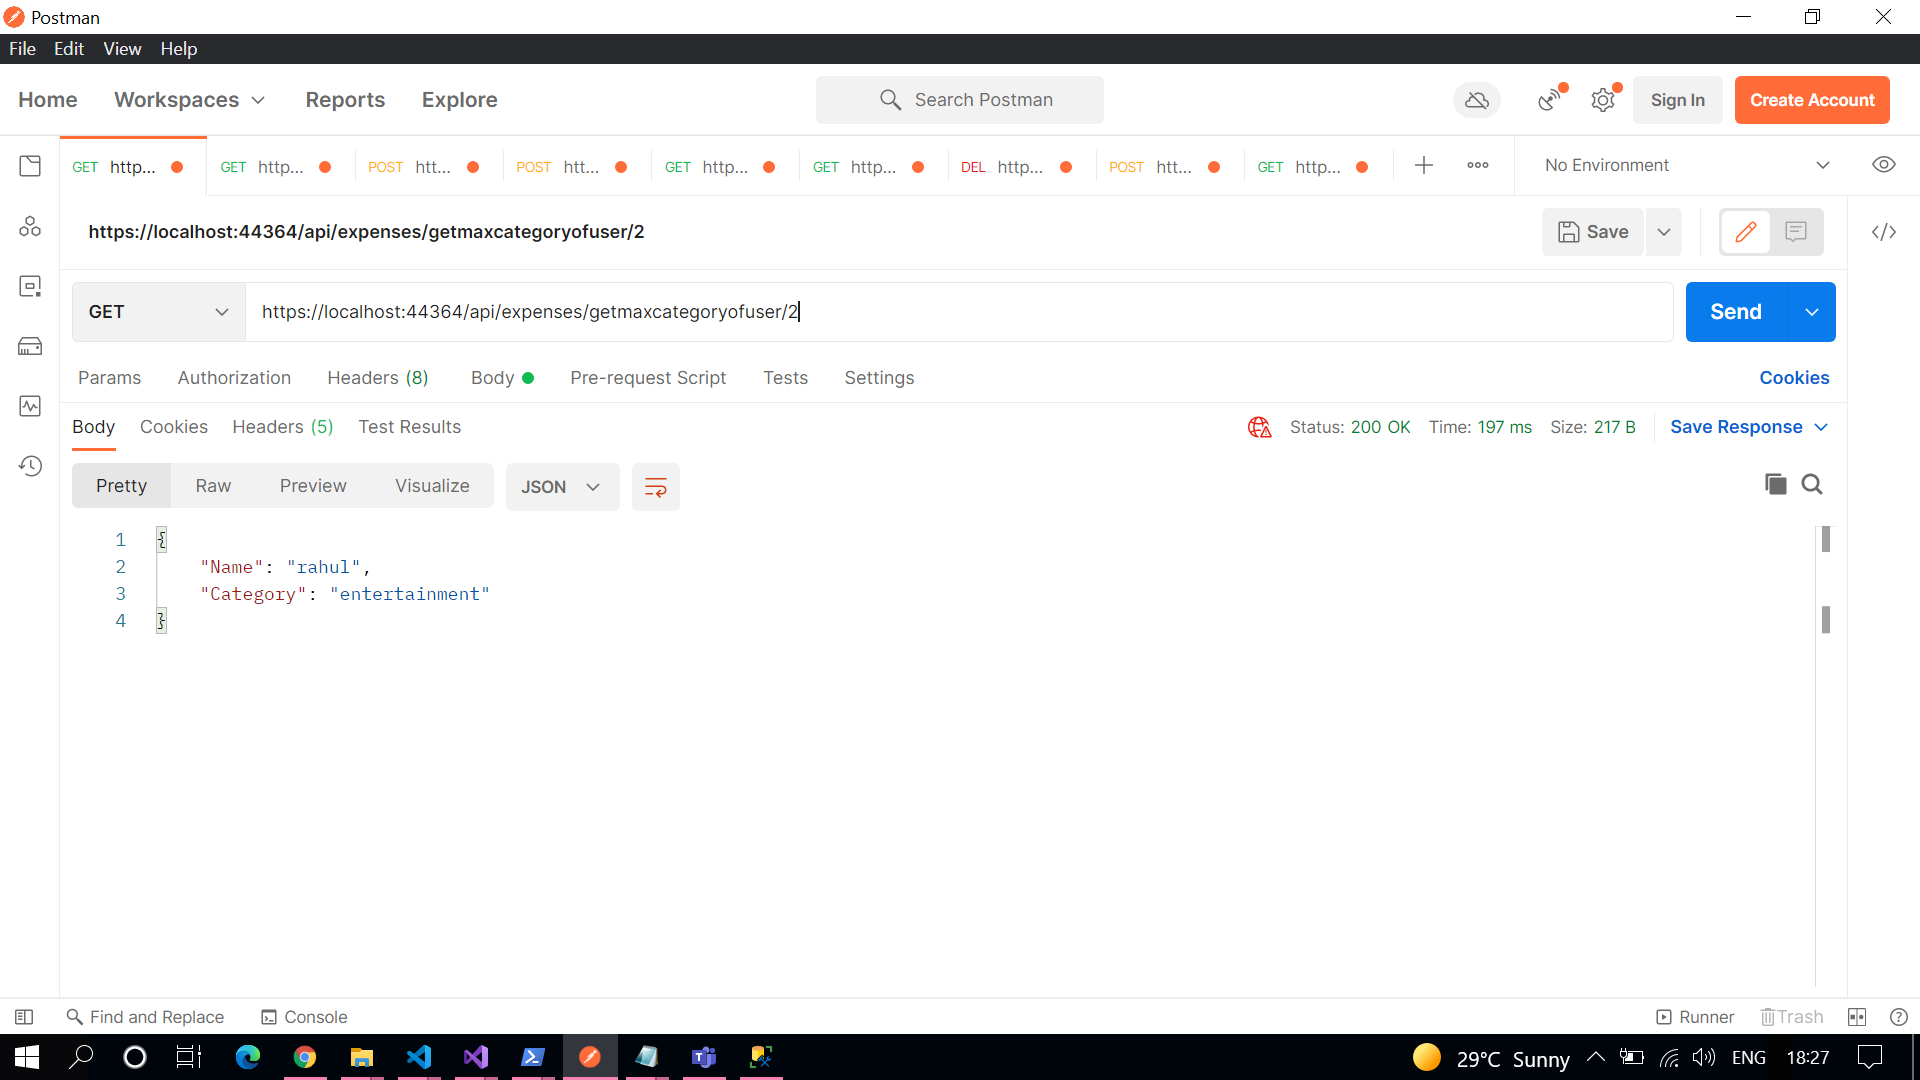 Postman
File Edit View Help
Home Workspaces Reports Explore Search Postman Sign In Create Account
GET http... GET http... POST htt... POST htt... GET http... GET http... DEL http... POST htt... GET http... No Environment
https://localhost:44364/api/expenses/getmaxcategoryofuser/2 Save
GET https://localhost:44364/api/expenses/getmaxcategoryofuser/2 Send
Params Authorization Headers (8) Body Pre-request Script Tests Settings Cookies
Body Cookies Headers (5) Test Results Status: 200 OK Time: 197 ms Size: 217 B Save Response
Pretty Raw Preview Visualize JSON
1 {
2 "Name": "rahul",
3 "Category": "entertainment"
4 }
Find and Replace Console Runner Trash
29°C Sunny ENG 18:27